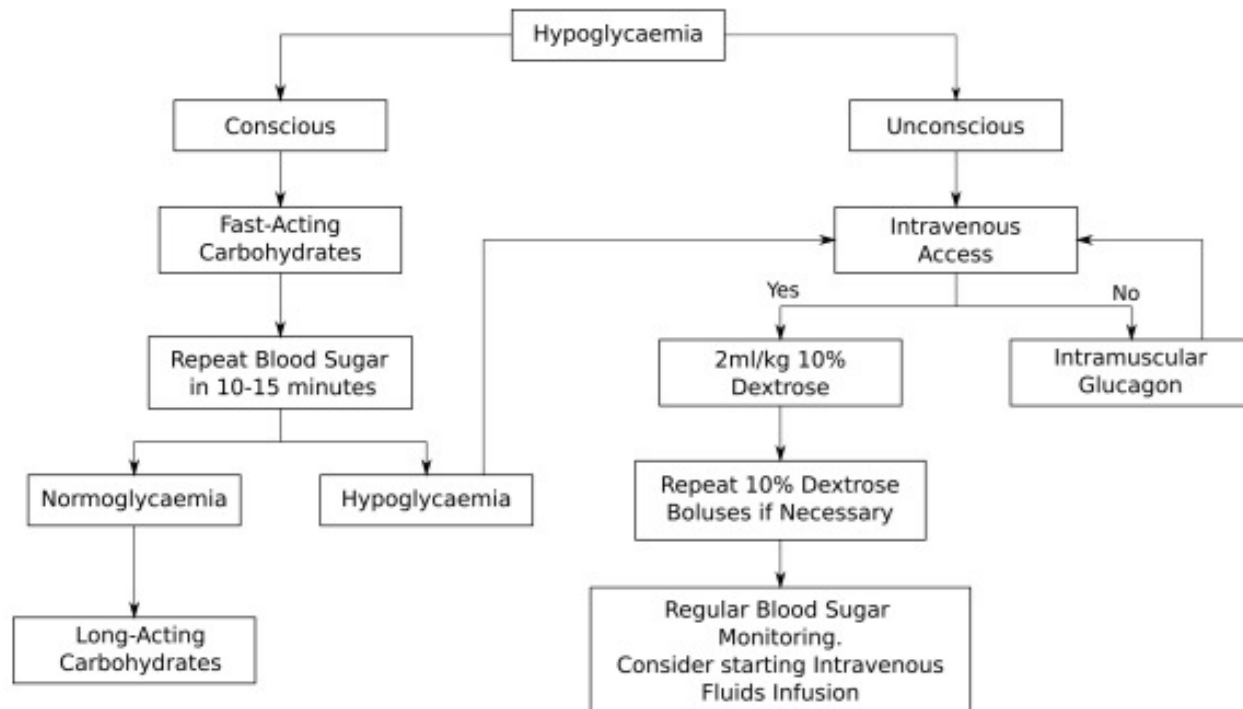 Hypoglycaemia
Conscious
Unconscious
Fast-Acting
Carbohydrates
Intravenous
Access
Yes
No
Repeat Blood Sugar
in 10-15 minutes
2ml/kg 10%
Dextrose
Intramuscular
Glucagon
Normoglycaemia
Hypoglycaemia
Repeat 10% Dextrose
Boluses if Necessary
Long-Acting
Carbohydrates
Regular Blood Sugar
Monitoring.
Consider starting Intravenous
Fluids Infusion